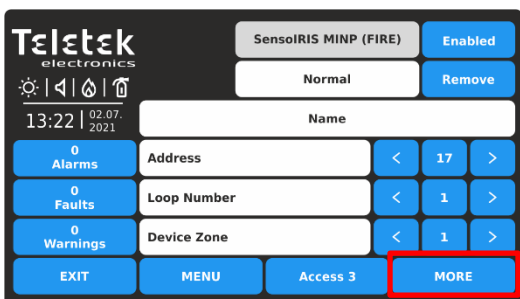 Teletek
electronics
SensoIRIS MINP (FIRE)
Enabled
Normal
Remove
13:22
02.07.
2021
Name
0
Alarms
Address
<
17
>
0
Faults
Loop Number
<
1
>
0
Warnings
Device Zone
<
1
>
EXIT
MENU
Access 3
MORE